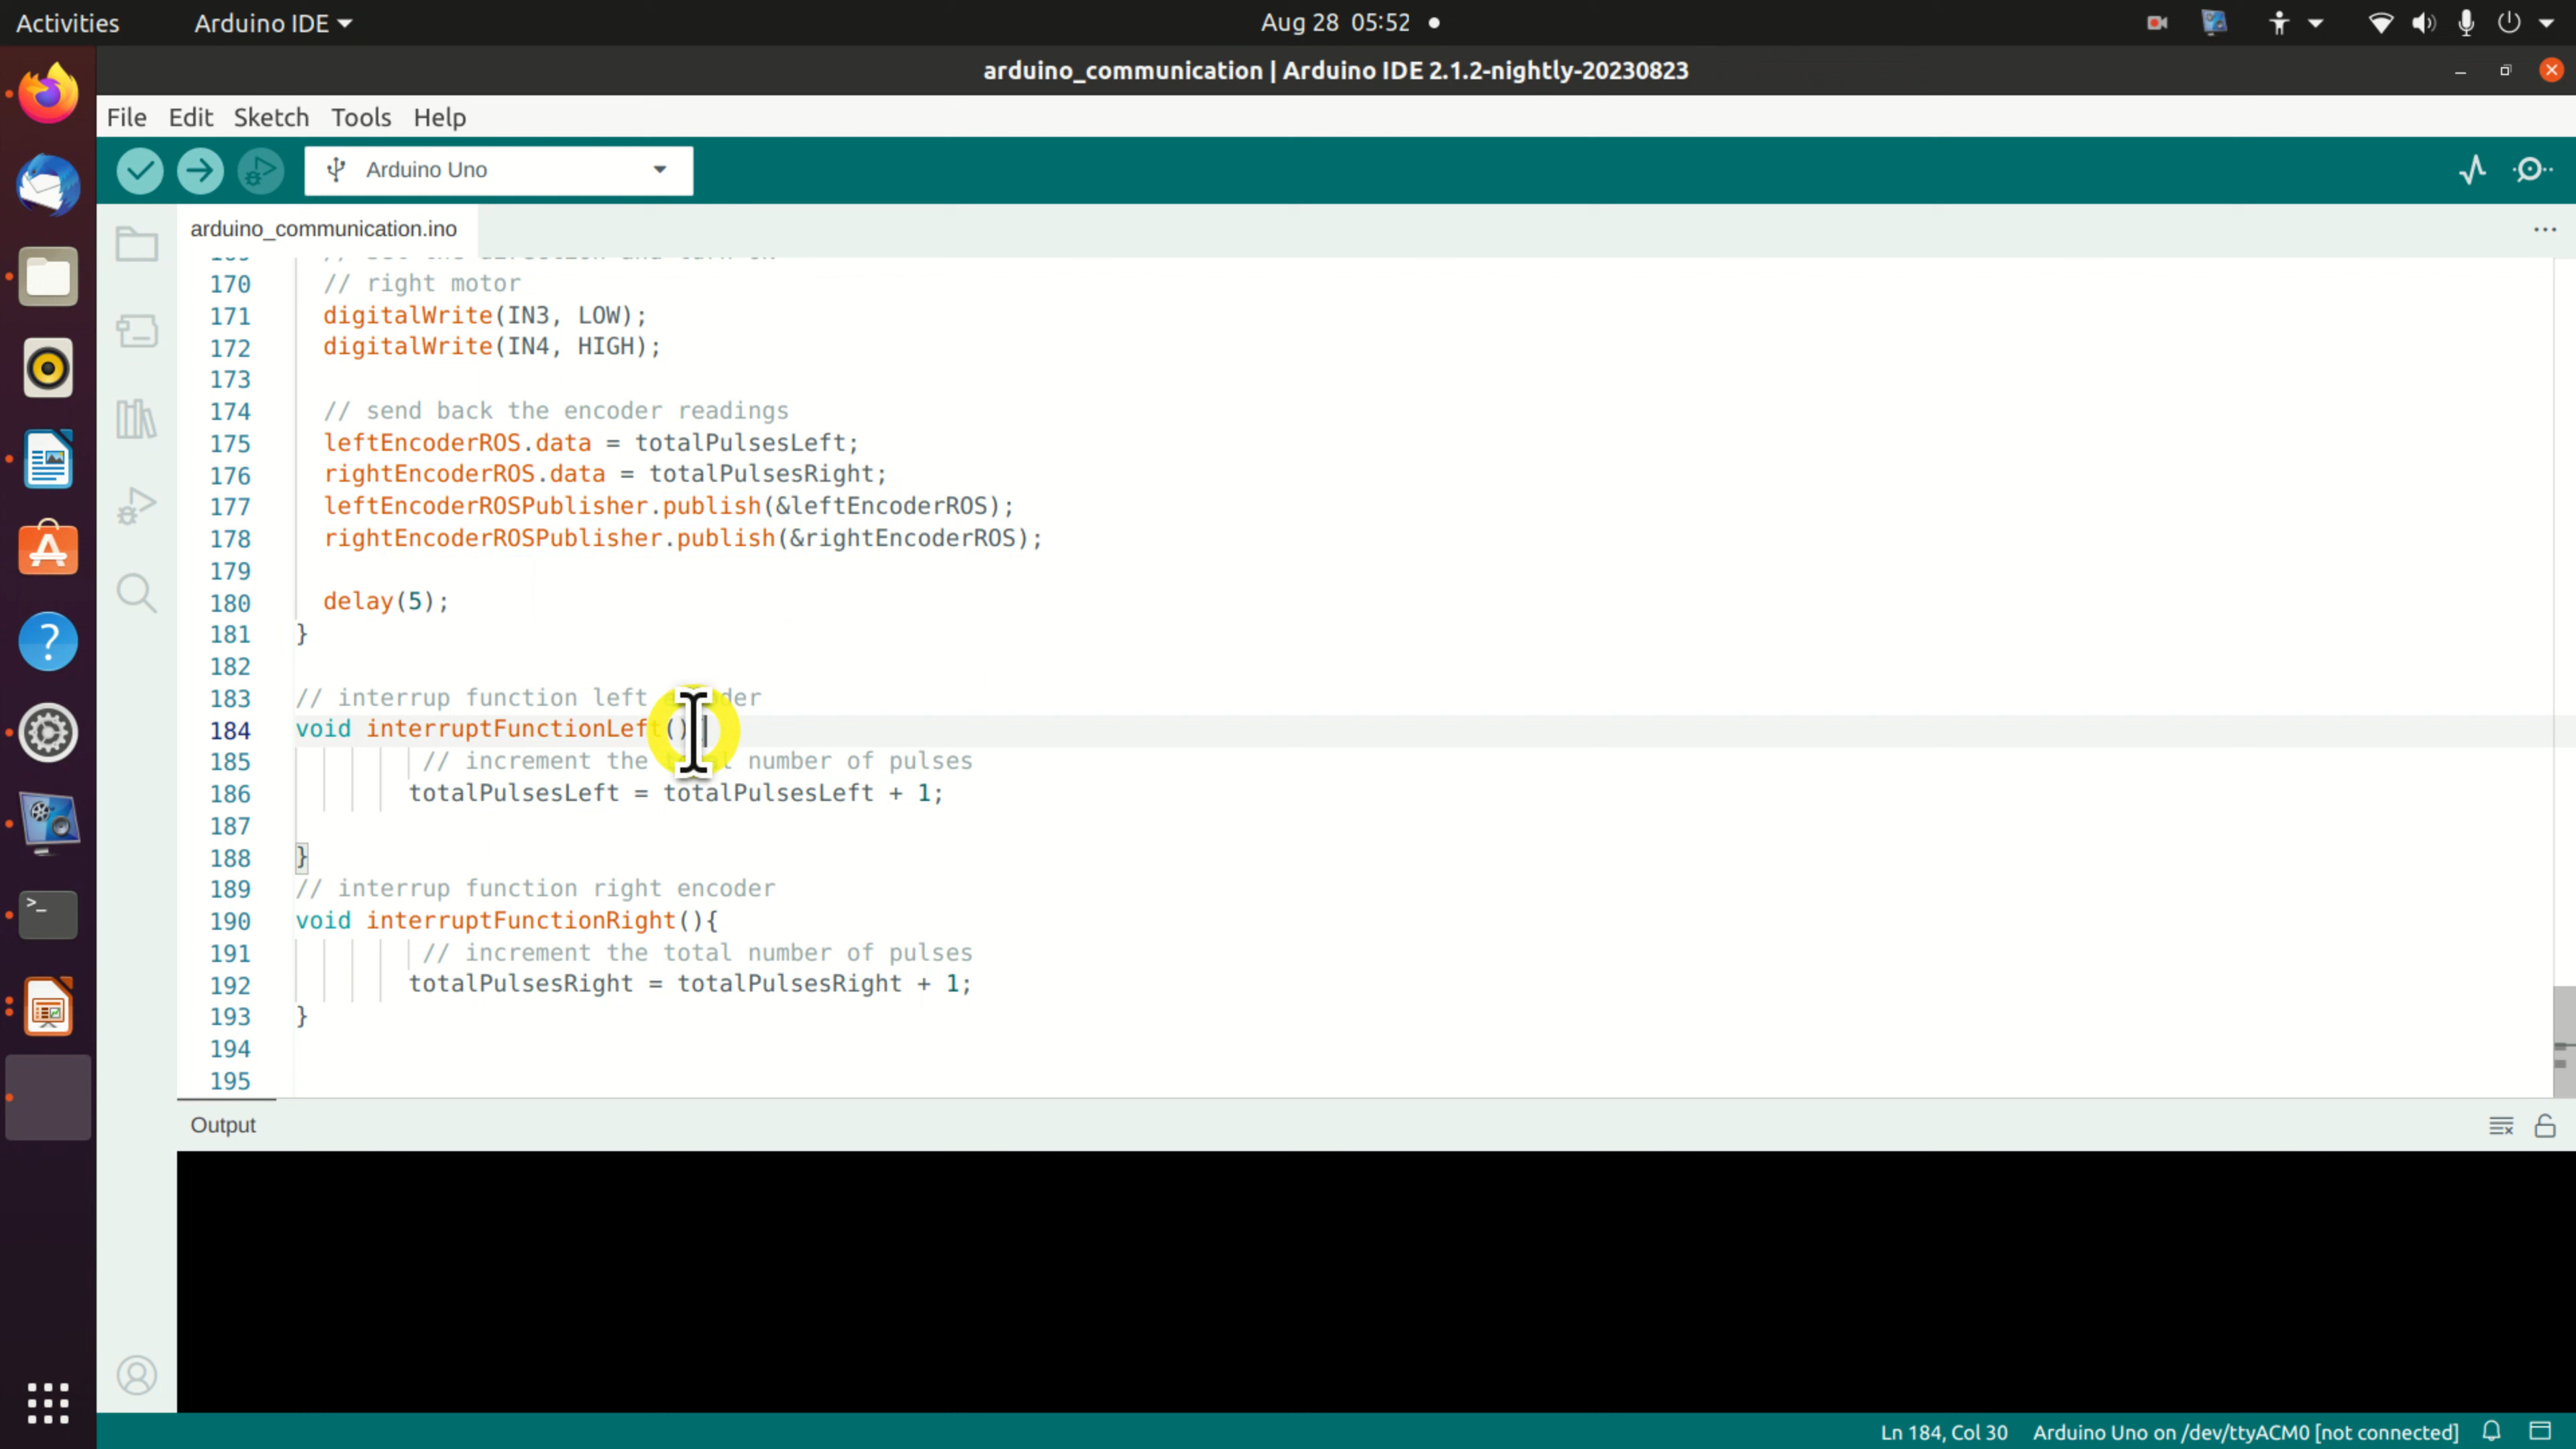 Activities
Arduino IDE
Aug 28 05:52
arduino_communication | Arduino IDE 2.1.2-nightly-20230823
File Edit Sketch Tools Help
Arduino Uno
arduino_communication.ino
170 // right motor
171 digitalWrite(IN3, LOW);
172 digitalWrite(IN4, HIGH);
173
174 // send back the encoder readings
175 leftEncoderROS.data = totalPulsesLeft;
176 rightEncoderROS.data = totalPulsesRight;
177 leftEncoderROSPublisher.publish(&leftEncoderROS);
178 rightEncoderROSPublisher.publish(&rightEncoderROS);
179
180 delay(5);
181 }
182
183 // interrup function left
184 void interruptFunctionLeft()
185 // increment the number of pulses
186 totalPulsesLeft = totalPulsesLeft + 1;
187
188 }
189 // interrup function right encoder
190 void interruptFunctionRight(){
191 // increment the total number of pulses
192 totalPulsesRight = totalPulsesRight + 1;
193 }
194
195
Output
Ln 184, Col 30 Arduino Uno on /dev/ttyACM0 [not connected]